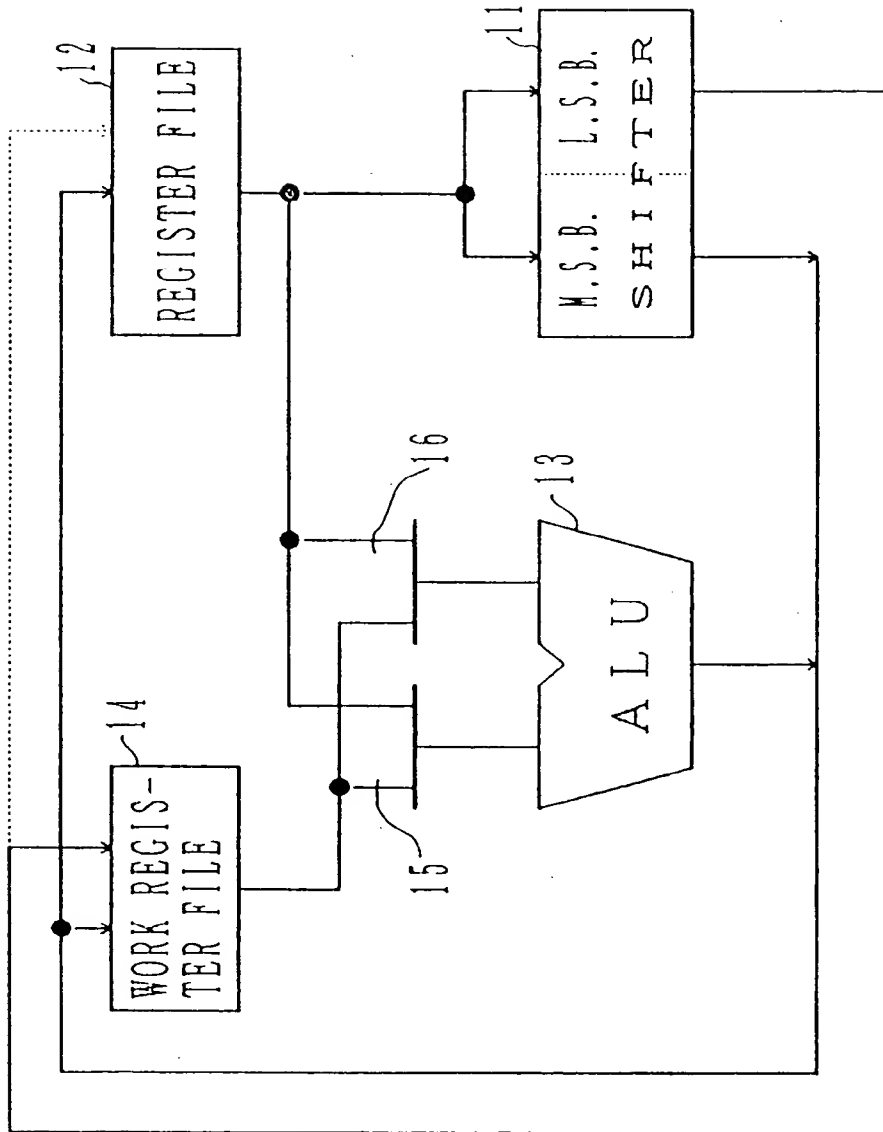 12
REGISTER FILE
11
M.S.B. L.S.B.
SHIFTER
16
13
ALU
14
WORK REGIS-
TER FILE
15